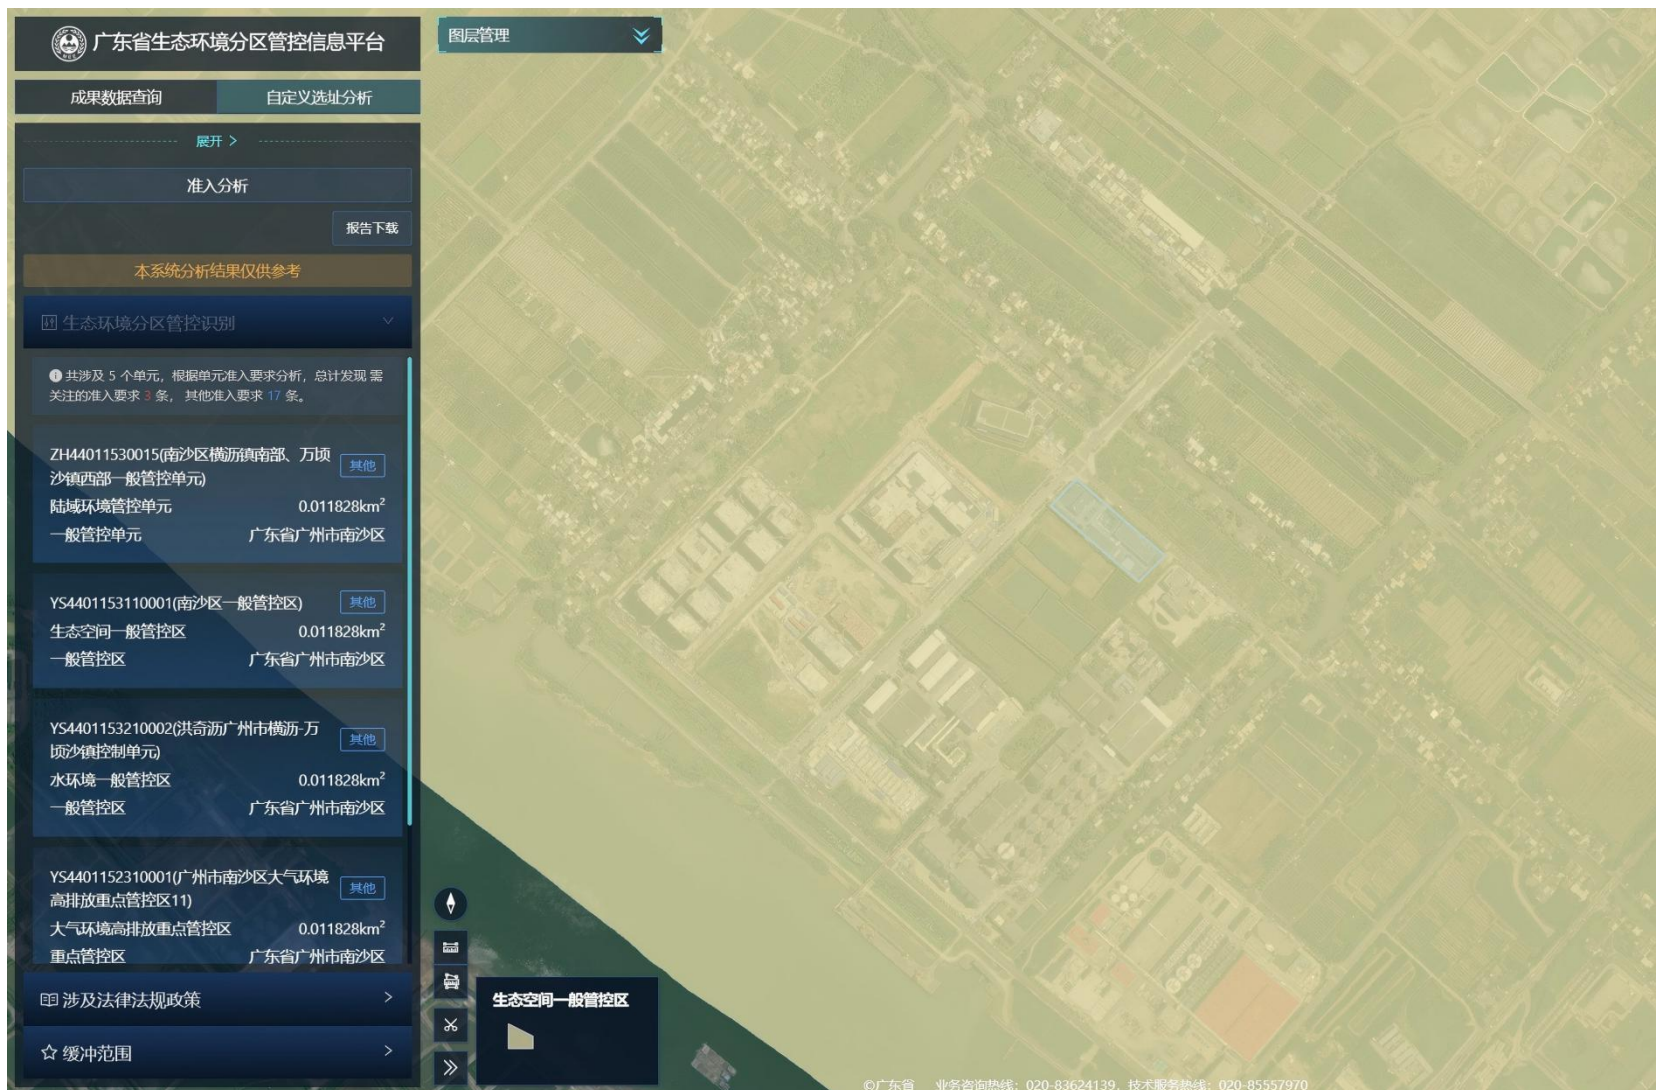 广东省生态环境分区管控信息平台
图层管理
成果数据查询
自定义选址分析
展开 >
准入分析
报告下载
本系统分析结果仅供参考
生态环境分区管控识别
共涉及 5 个单元，根据单元准入要求分析，总计发现 需
关注的准入要求 3 条， 其他准入要求 17 条。
ZH44011530015(南沙区横沥镇南部、万顷
沙镇西部一般管控单元)
其他
陆域环境管控单元 0.011828km²
一般管控单元 广东省广州市南沙区
YS4401153110001(南沙区一般管控区) 其他
生态空间一般管控区 0.011828km²
一般管控区 广东省广州市南沙区
YS4401153210002(洪奇沥广州市横沥-万
顷沙镇控制单元)
其他
水环境一般管控区 0.011828km²
一般管控区 广东省广州市南沙区
YS4401152310001(广州市南沙区大气环境
高排放重点管控区11)
其他
大气环境高排放重点管控区 0.011828km²
重点管控区 广东省广州市南沙区
涉及法律法规政策
缓冲范围
生态空间一般管控区
©广东省 业务咨询热线：020-83624139，技术服务热线：020-85557970